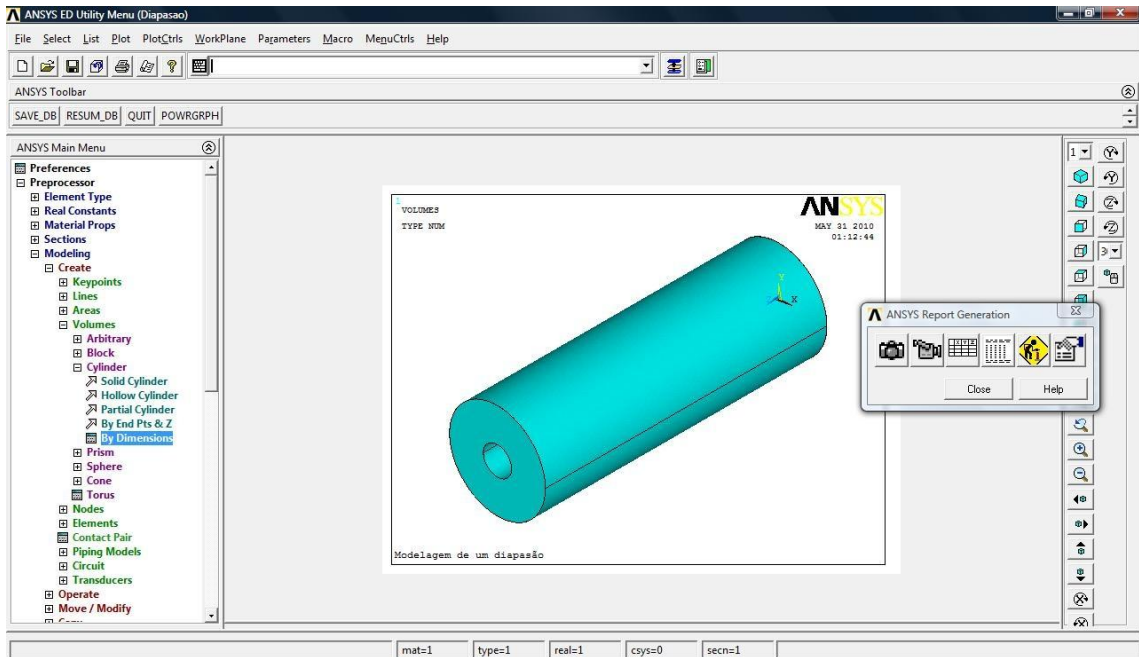 ANSYS ED Utility Menu (Diapasao)
File Select List Plot PlotCtrls WorkPlane Parameters Macro MenuCtrls Help
ANSYS Toolbar
SAVE_DB RESUM_DB QUIT POWRGRPH
ANSYS Main Menu
Preferences
Preprocessor
Element Type
Real Constants
Material Props
Sections
Modeling
Create
Keypoints
Lines
Areas
Volumes
Arbitrary
Block
Cylinder
Solid Cylinder
Hollow Cylinder
Partial Cylinder
By End Pts & Z
By Dimensions
Prism
Sphere
Cone
Torus
Nodes
Elements
Contact Pair
Piping Models
Circuit
Transducers
Operate
Move / Modify
1
VOLUMES
TYPE NUM
ANSYS
MAY 31 2010
01:12:44
Y
X
Modelagem de um diapasão
1
ANSYS Report Generation
Close Help
mat=1 type=1 real=1 csys=0 secn=1